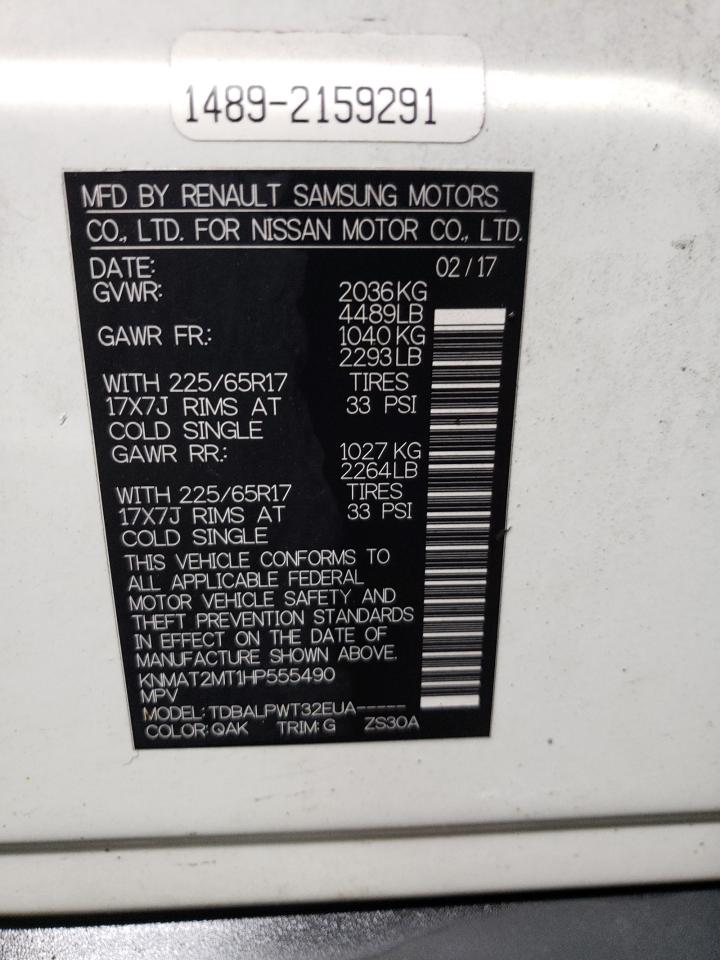 1489-2159291
MFD BY RENAULT SAMSUNG MOTORS
CO., LTD. FOR NISSAN MOTOR CO., LTD.
DATE: 02/17
GVWR: 2036KG
4489LB
GAWR FR.: 1040KG
2293LB
WITH 225/65R17 TIRES
17X7J RIMS AT 33 PSI
COLD SINGLE
GAWR RR.: 1027 KG
2264LB
WITH 225/65R17 TIRES
17X7J RIMS AT 33 PSI
COLD SINGLE
THIS VEHICLE CONFORMS TO
ALL APPLICABLE FEDERAL
MOTOR VEHICLE SAFETY AND
THEFT PREVENTION STANDARDS
IN EFFECT ON THE DATE OF
MANUFACTURE SHOWN ABOVE.
KNMAT2MT1HP555490
MPV
MODEL: TDBALPWT32EUA-----
COLOR: QAK TRIM: G ZS30A